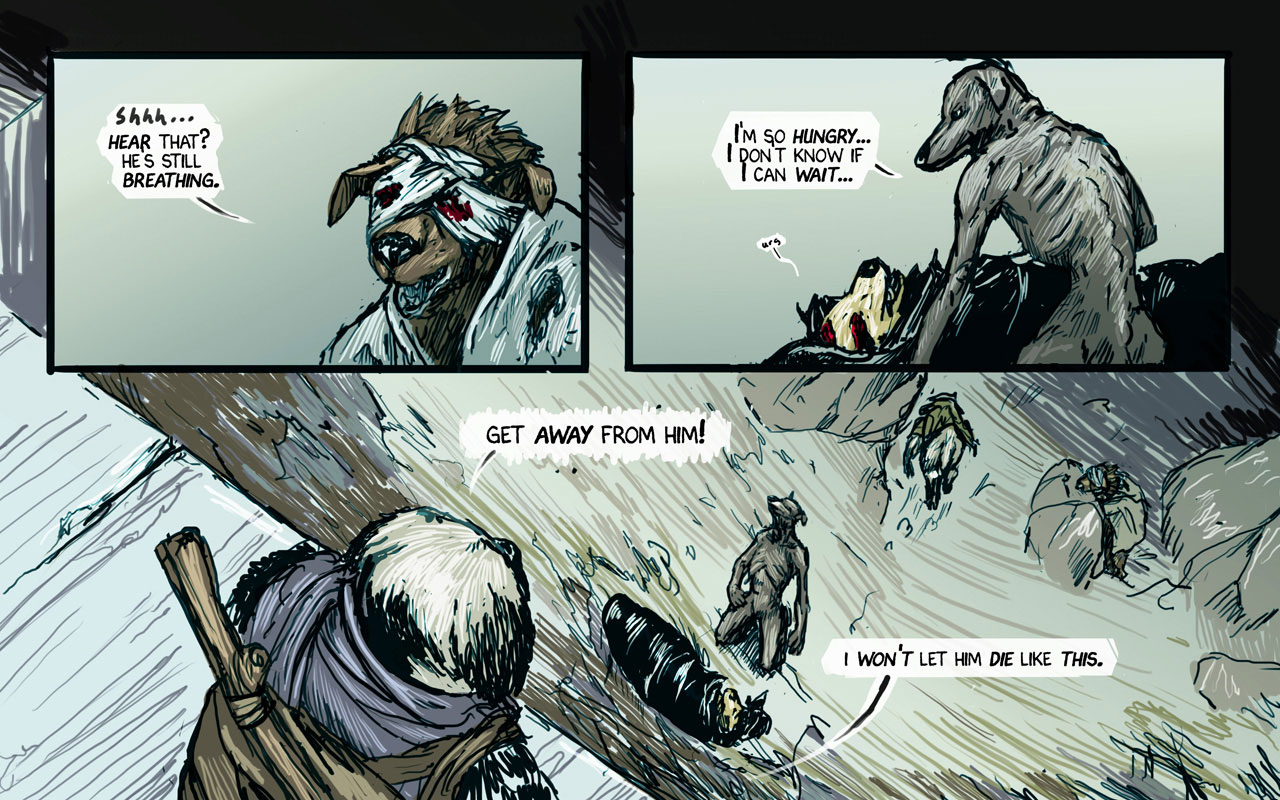 Shhh...
HEAR THAT?
HE'S STILL
BREATHING.
I'M SO HUNGRY...
I DON'T KNOW IF
I CAN WAIT...
urg
GET AWAY FROM HIM!
I WON'T LET HIM DIE LIKE THIS.